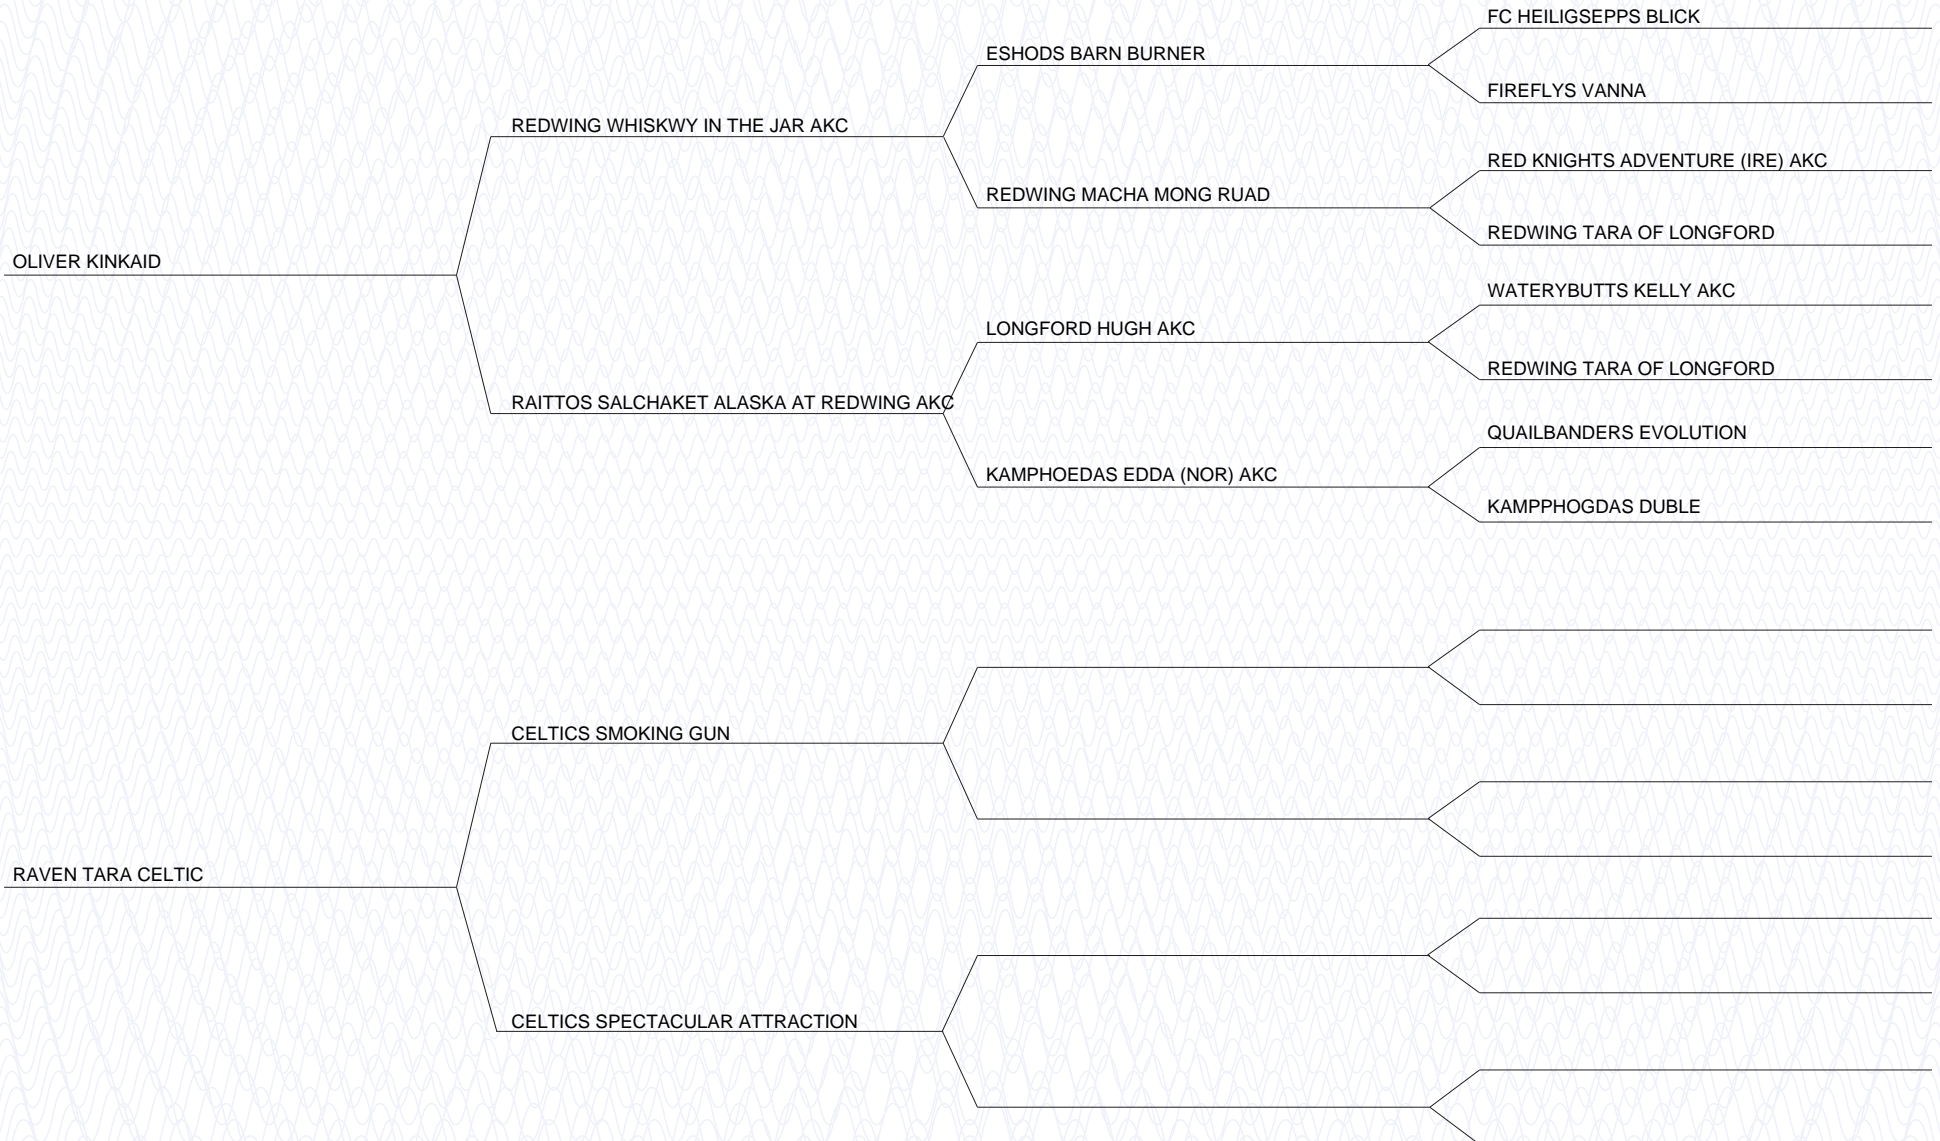 FC HEILIGSEPPS BLICK
ESHODS BARN BURNER
FIREFLYS VANNA
REDWING WHISKWY IN THE JAR AKC
RED KNIGHTS ADVENTURE (IRE) AKC
REDWING MACHA MONG RUAD
REDWING TARA OF LONGFORD
OLIVER KINKAID
WATERYBUTTS KELLY AKC
LONGFORD HUGH AKC
REDWING TARA OF LONGFORD
RAITTOS SALCHAKET ALASKA AT REDWING AKC
QUAILBANDERS EVOLUTION
KAMPHOEDAS EDDA (NOR) AKC
KAMPPHOGDAS DUBLE
CELTICS SMOKING GUN
RAVEN TARA CELTIC
CELTICS SPECTACULAR ATTRACTION